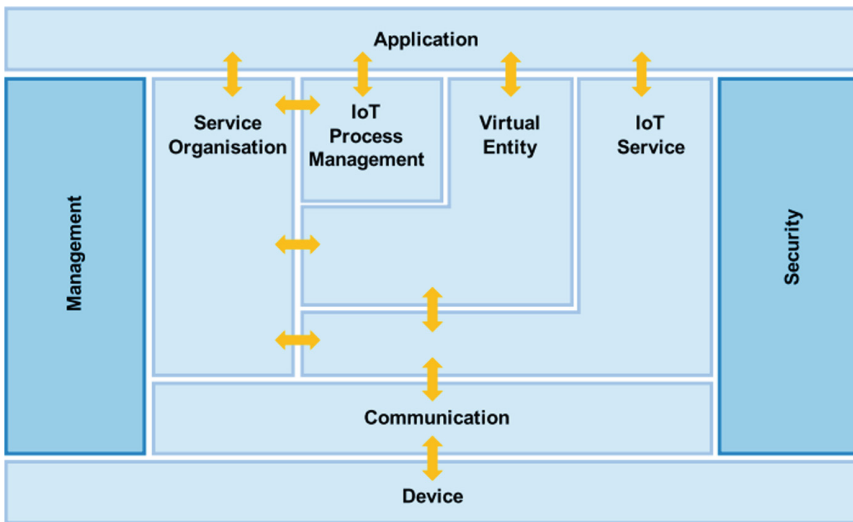 Application
Management
Service
Organisation
IoT
Process
Management
Virtual
Entity
IoT
Service
Security
Communication
Device